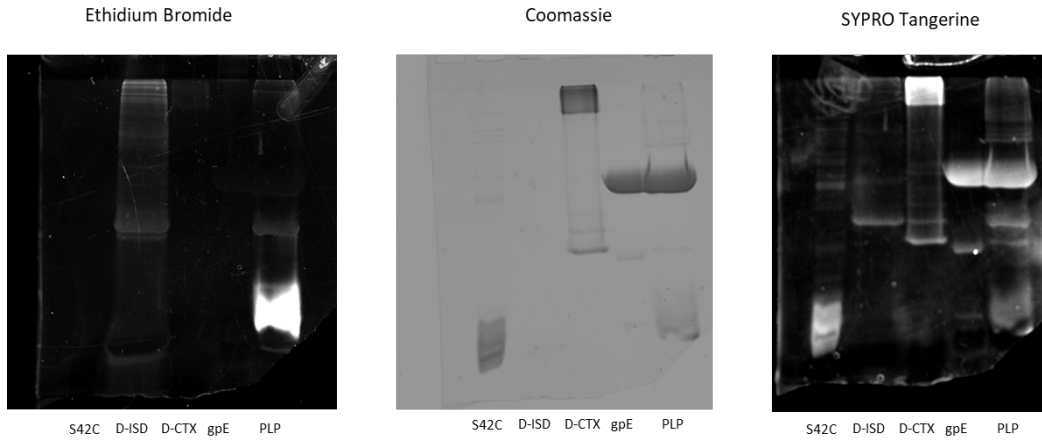 Ethidium Bromide
Coomassie
SYPRO Tangerine
S42C D-ISD D-CTX gpE PLP
S42C D-ISD D-CTX gpE PLP
S42C D-ISD D-CTX gpE PLP